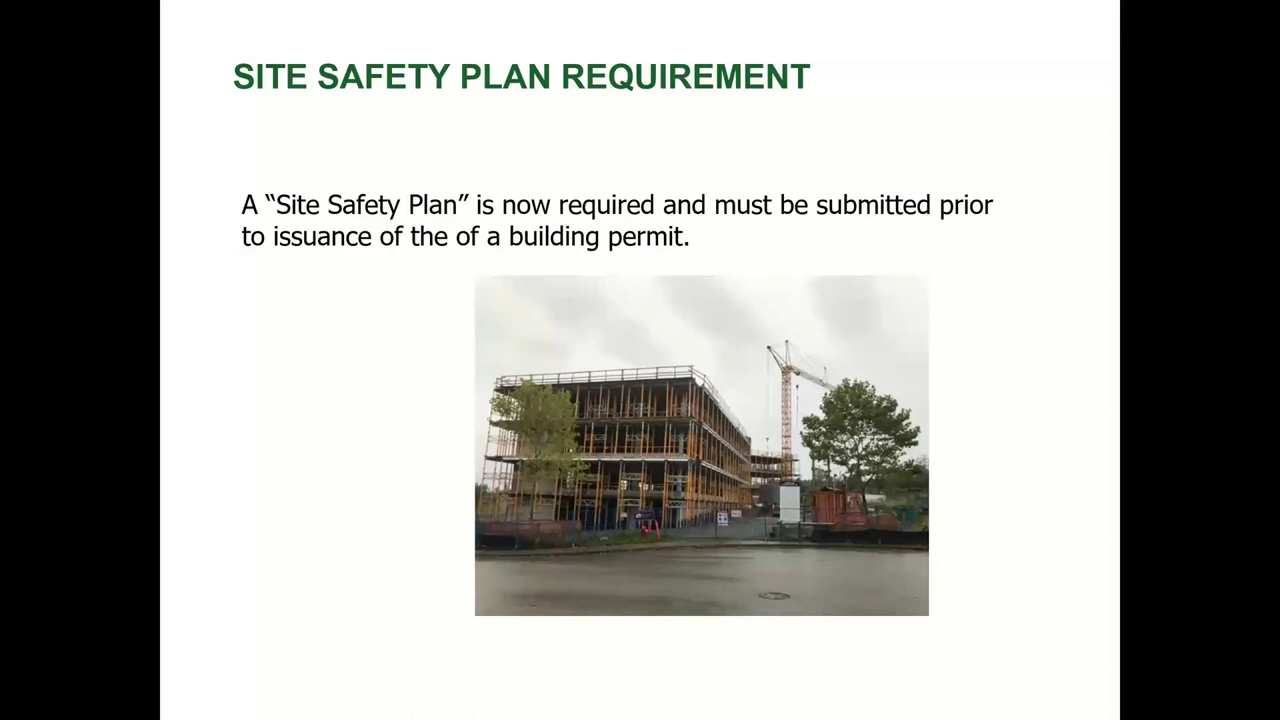 SITE SAFETY PLAN REQUIREMENT
A “Site Safety Plan” is now required and must be submitted prior
to issuance of the of a building permit.